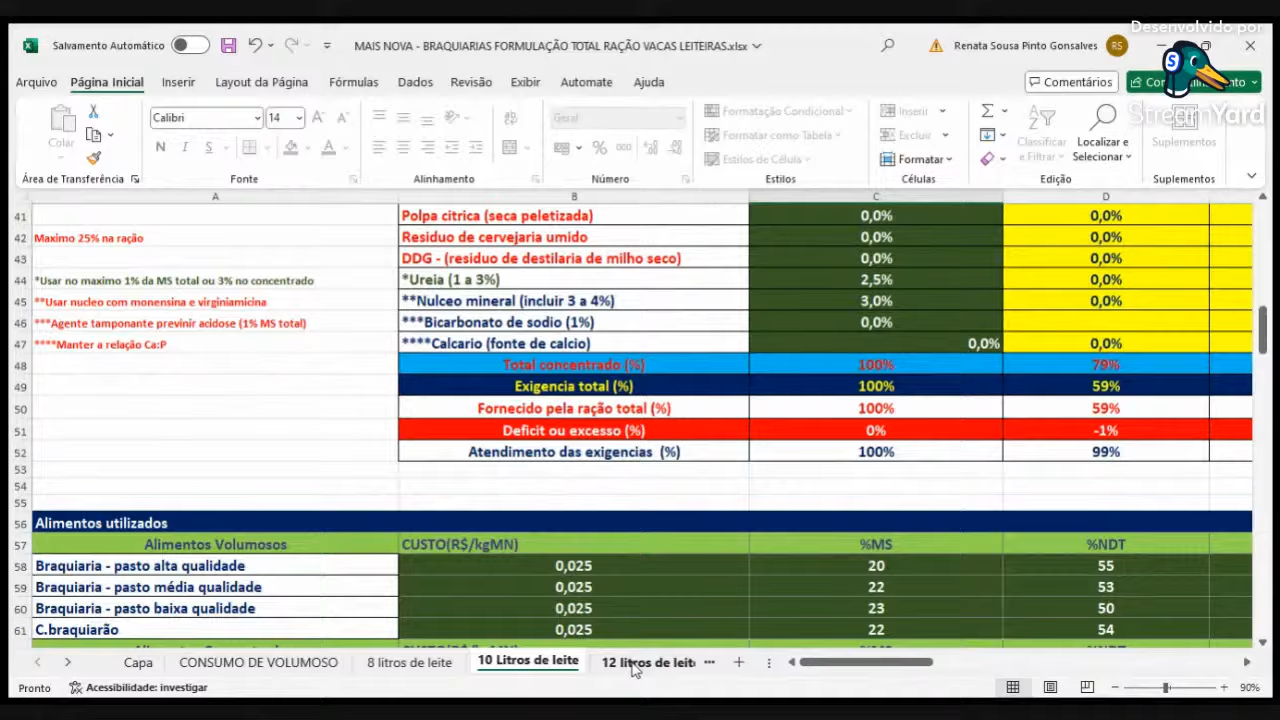 Desenvolvido por
Salvamento Automático
MAIS NOVA - BRAQUIARIAS FORMULAÇÃO TOTAL RAÇÃO VACAS LEITEIRAS.xlsx
Renata Sousa Pinto Gonsalves
RS
Arquivo Página Inicial Inserir Layout da Página Fórmulas Dados Revisão Exibir Automate Ajuda
Comentários
StreamYard
Colar
Calibri 14
N I S
Geral
Formatação Condicional
Formatar como Tabela
Estilos de Célula
Inserir
Excluir
Formatar
Classificar e Filtrar
Localizar e Selecionar
Suplementos
Área de Transferência Fonte Alinhamento Número Estilos Células Edição Suplementos
A B C D
41 Polpa citrica (seca peletizada) 0,0% 0,0%
42 Maximo 25% na ração Residuo de cervejaria umido 0,0% 0,0%
43 DDG - (residuo de destilaria de milho seco) 0,0% 0,0%
44 *Usar no maximo 1% da MS total ou 3% no concentrado *Ureia (1 a 3%) 2,5% 0,0%
45 **Usar nucleo com monensina e virginiamicina **Nulceo mineral (incluir 3 a 4%) 3,0% 0,0%
46 ***Agente tamponante previnir acidose (1% MS total) ***Bicarbonato de sodio (1%) 0,0%
47 ****Manter a relação Ca:P ****Calcario (fonte de calcio) 0,0% 0,0%
48 Total concentrado (%) 100% 79%
49 Exigencia total (%) 100% 59%
50 Fornecido pela ração total (%) 100% 59%
51 Deficit ou excesso (%) 0% -1%
52 Atendimento das exigencias (%) 100% 99%
53
54
55
56 Alimentos utilizados
57 Alimentos Volumosos CUSTO(R$/kgMN) %MS %NDT
58 Braquiaria - pasto alta qualidade 0,025 20 55
59 Braquiaria - pasto média qualidade 0,025 22 53
60 Braquiaria - pasto baixa qualidade 0,025 23 50
61 C.braquiarão 0,025 22 54
Capa CONSUMO DE VOLUMOSO 8 litros de leite 10 Litros de leite 12 litros de leit
Pronto Acessibilidade: investigar 90%